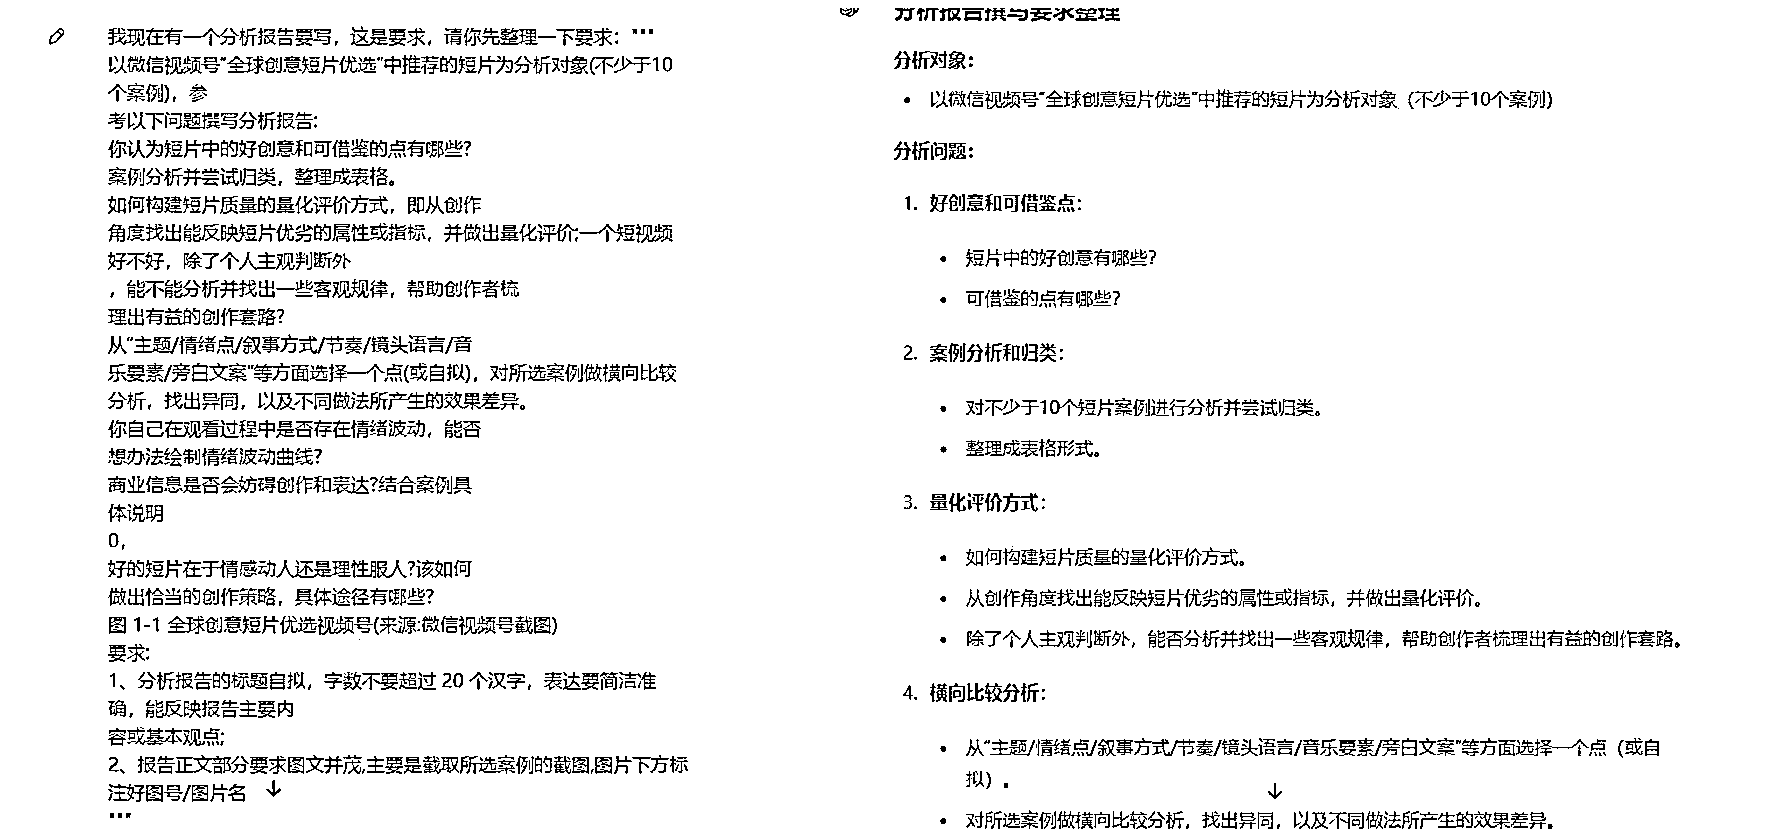 我现在有一个分析报告要写，这是要求，请你先整理一下要求：
以微信视频号“全球创意短片优选”中推荐的短片为分析对象(不少于10
个案例)，参
考以下问题撰写分析报告:
你认为短片中的好创意和可借鉴的点有哪些?
案例分析并尝试归类，整理成表格。
如何构建短片质量的量化评价方式，即从创作
角度找出能反映短片优劣的属性或指标，并做出量化评价;一个短视频
好不好，除了个人主观判断外
，能不能分析并找出一些客观规律，帮助创作者梳
理出有益的创作套路?
从“主题/情绪点/叙事方式/节奏/镜头语言/音
乐要素/旁白文案”等方面选择一个点(或自拟)，对所选案例做横向比较
分析，找出异同，以及不同做法所产生的效果差异。
你自己在观看过程中是否存在情绪波动，能否
想办法绘制情绪波动曲线?
商业信息是否会妨碍创作和表达?结合案例具
体说明
0，
好的短片在于情感动人还是理性服人?该如何
做出恰当的创作策略，具体途径有哪些?
图 1-1 全球创意短片优选视频号(来源:微信视频号截图)
要求:
1、分析报告的标题自拟，字数不要超过 20 个汉字，表达要简洁准
确，能反映报告主要内
容或基本观点;
2、报告正文部分要求图文并茂,主要是截取所选案例的截图,图片下方标
注好图号/图片名
分析报告撰写要求整理
分析对象：
• 以微信视频号“全球创意短片优选”中推荐的短片为分析对象（不少于10个案例）
分析问题：
1. 好创意和可借鉴点：
• 短片中的好创意有哪些？
• 可借鉴的点有哪些？
2. 案例分析和归类：
• 对不少于10个短片案例进行分析并尝试归类。
• 整理成表格形式。
3. 量化评价方式：
• 如何构建短片质量的量化评价方式。
• 从创作角度找出能反映短片优劣的属性或指标，并做出量化评价。
• 除了个人主观判断外，能否分析并找出一些客观规律，帮助创作者梳理出有益的创作套路。
4. 横向比较分析：
• 从“主题/情绪点/叙事方式/节奏/镜头语言/音乐要素/旁白文案”等方面选择一个点（或自
拟）。
• 对所选案例做横向比较分析，找出异同，以及不同做法所产生的效果差异。